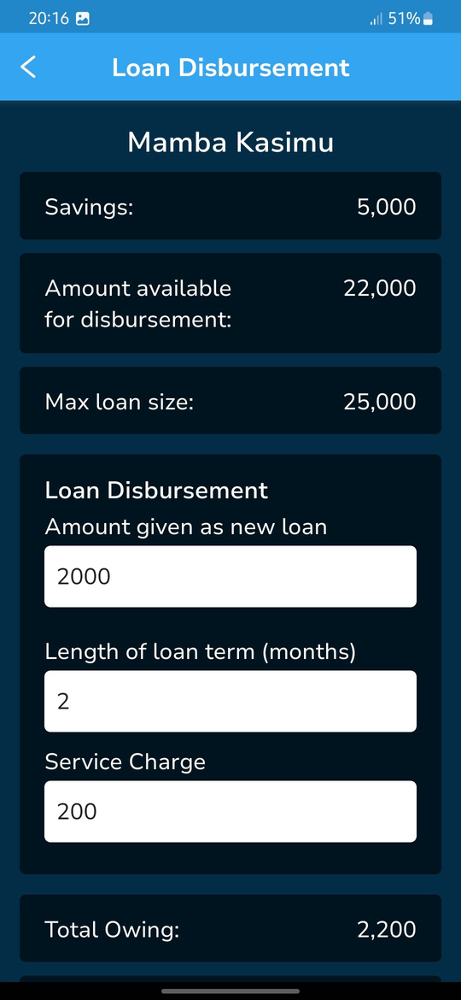 20:16 51%
Loan Disbursement
Mamba Kasimu
Savings: 5,000
Amount available 22,000
for disbursement:
Max loan size: 25,000
Loan Disbursement
Amount given as new loan
2000
Length of loan term (months)
2
Service Charge
200
Total Owing: 2,200